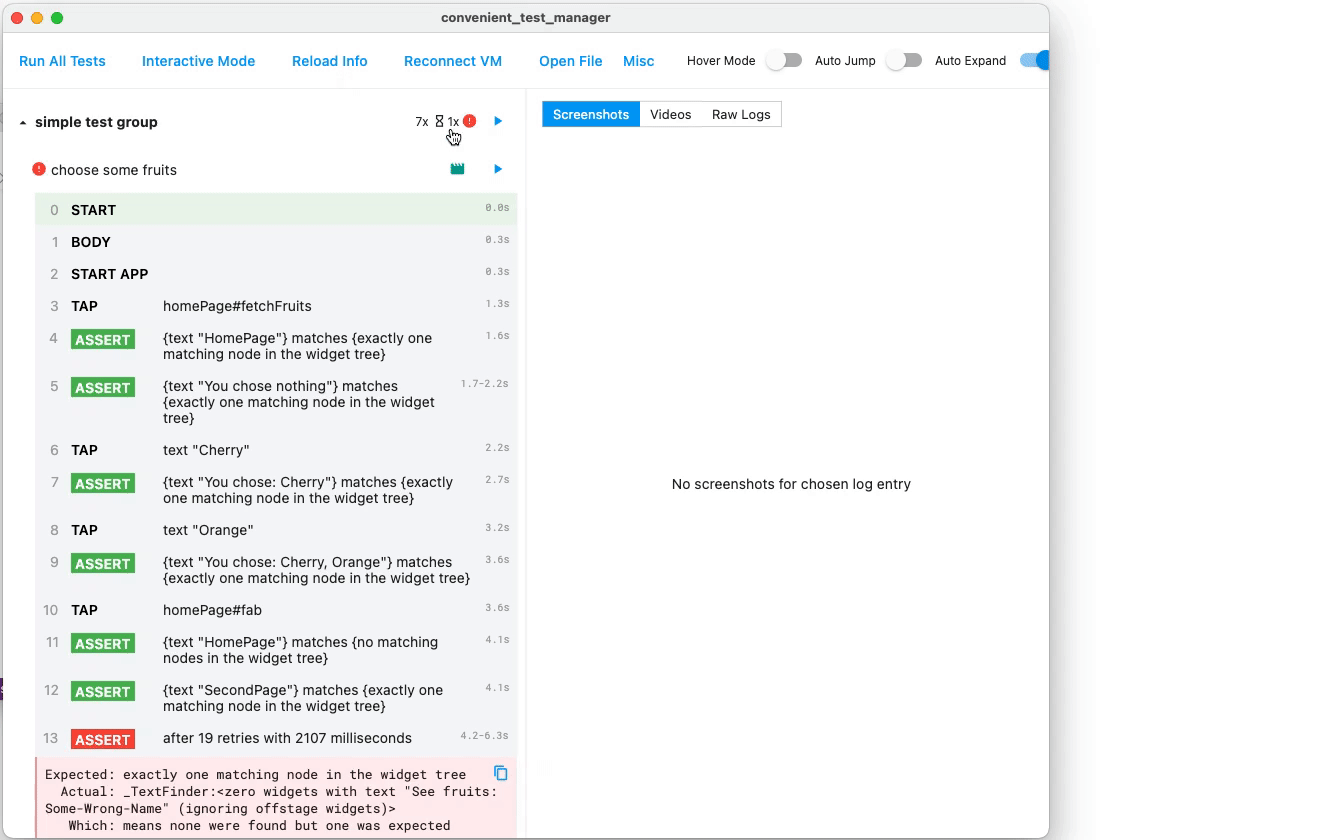 convenient_test_manager
Run All Tests Interactive Mode Reload Info Reconnect VM Open File Misc Hover Mode Auto Jump Auto Expand
simple test group 7x 1x
choose some fruits
0 START 0.0s
1 BODY 0.3s
2 START APP 0.3s
3 TAP homePage#fetchFruits 1.3s
4 ASSERT {text "HomePage"} matches {exactly one 1.6s
matching node in the widget tree}
5 ASSERT {text "You chose nothing"} matches 1.7-2.2s
{exactly one matching node in the widget
tree}
6 TAP text "Cherry" 2.2s
7 ASSERT {text "You chose: Cherry"} matches {exactly 2.7s
one matching node in the widget tree}
8 TAP text "Orange" 3.2s
9 ASSERT {text "You chose: Cherry, Orange"} matches 3.6s
{exactly one matching node in the widget tree}
10 TAP homePage#fab 3.6s
11 ASSERT {text "HomePage"} matches {no matching 4.1s
nodes in the widget tree}
12 ASSERT {text "SecondPage"} matches {exactly one 4.1s
matching node in the widget tree}
13 ASSERT after 19 retries with 2107 milliseconds 4.2-6.3s
Expected: exactly one matching node in the widget tree
Actual: _TextFinder:<zero widgets with text "See fruits:
Some-Wrong-Name" (ignoring offstage widgets)>
Which: means none were found but one was expected
Screenshots Videos Raw Logs
No screenshots for chosen log entry